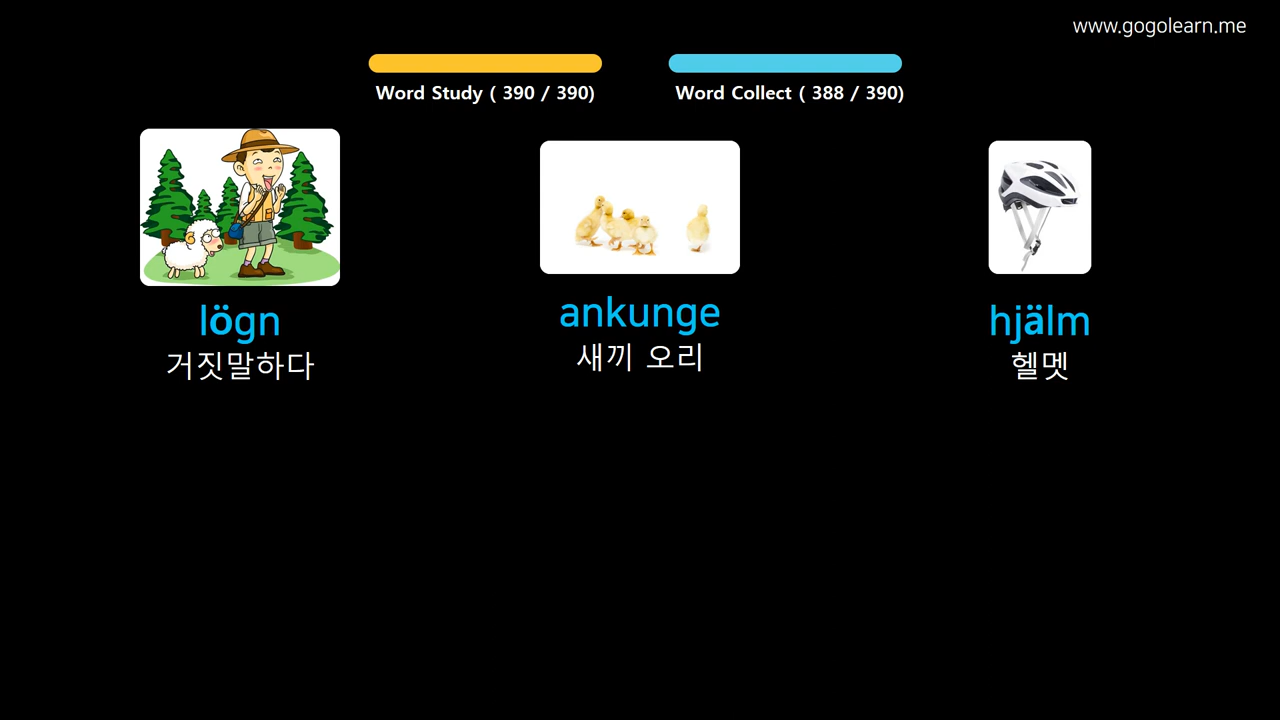 www.gogolearn.me
Word Study ( 390 / 390)
Word Collect ( 388 / 390)
lögn
거짓말하다
ankunge
새끼 오리
hjälm
헬멧